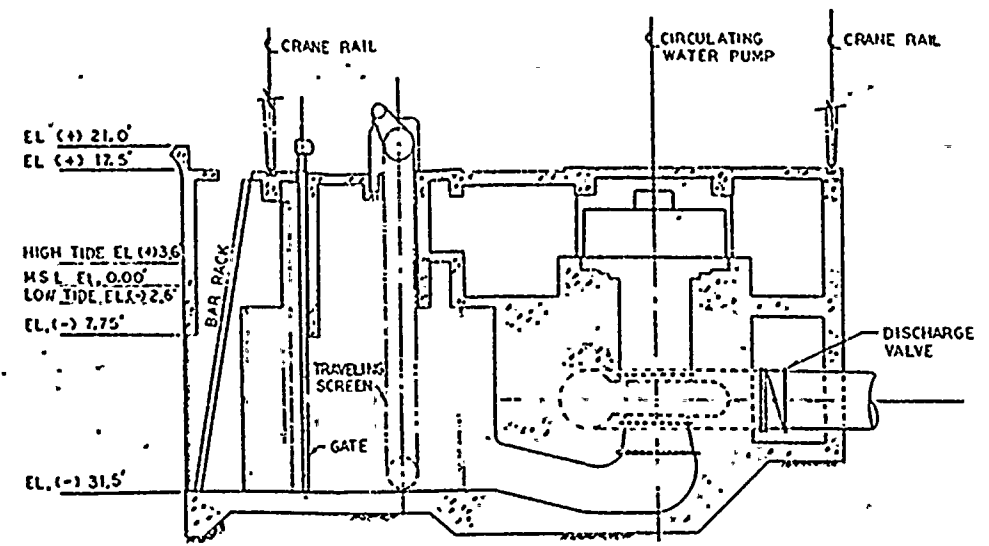 CRANE RAIL
CIRCULATING
WATER PUMP
CRANE RAIL
EL (+) 21.0'
EL (+) 17.5'
HIGH TIDE EL (+)3.6
M.S.L. EL. 0.00'
LOW TIDE, EL.(-)2.6'
EL. (-) 7.75'
BAR RACK
DISCHARGE
VALVE
TRAVELING
SCREEN
GATE
EL. (-) 31.5'